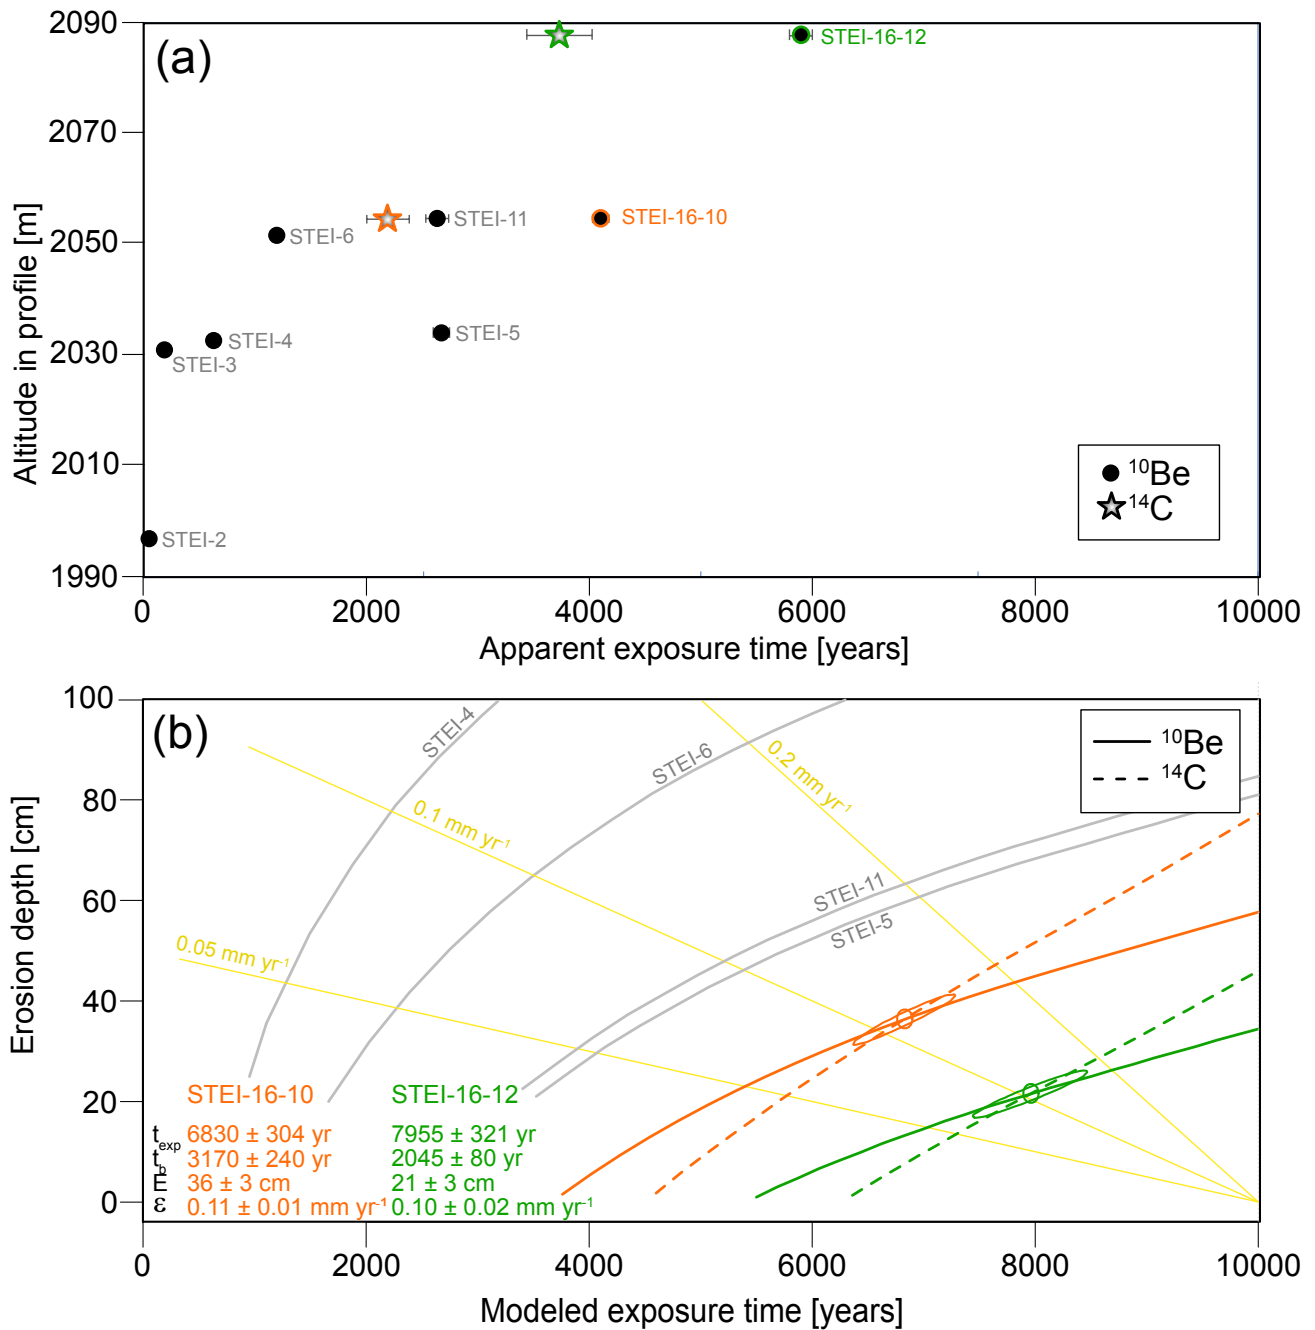 (a)
2090
2070
2050
2030
2010
1990
Altitude in profile [m]
STEI-16-12
STEI-11
STEI-16-10
STEI-6
STEI-4
STEI-5
STEI-3
STEI-2
¹⁰Be
¹⁴C
0 2000 4000 6000 8000 10000
Apparent exposure time [years]
(b)
100
80
60
40
20
0
Erosion depth [cm]
STEI-4
STEI-6
0.2 mm yr⁻¹
0.1 mm yr⁻¹
0.05 mm yr⁻¹
STEI-11
STEI-5
¹⁰Be
¹⁴C
STEI-16-10 STEI-16-12
t_exp 6830 ± 304 yr 7955 ± 321 yr
t_b 3170 ± 240 yr 2045 ± 80 yr
E 36 ± 3 cm 21 ± 3 cm
ε 0.11 ± 0.01 mm yr⁻¹ 0.10 ± 0.02 mm yr⁻¹
0 2000 4000 6000 8000 10000
Modeled exposure time [years]